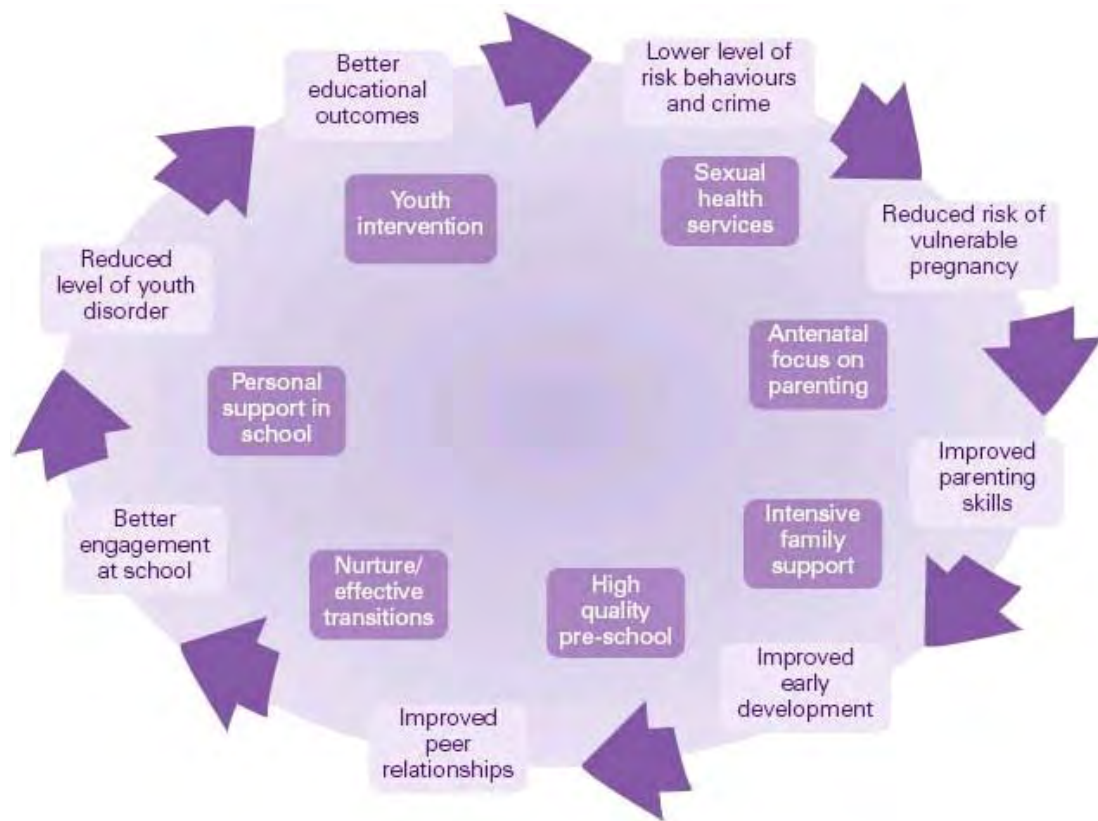 Better
educational
outcomes
Lower level of
risk behaviours
and crime
Youth
intervention
Sexual
health
services
Reduced risk of
vulnerable
pregnancy
Reduced
level of youth
disorder
Antenatal
focus on
parenting
Personal
support in
school
Improved
parenting
skills
Better
engagement
at school
Intensive
family
support
Nurture/
effective
transitions
High
quality
pre-school
Improved
early
development
Improved
peer
relationships